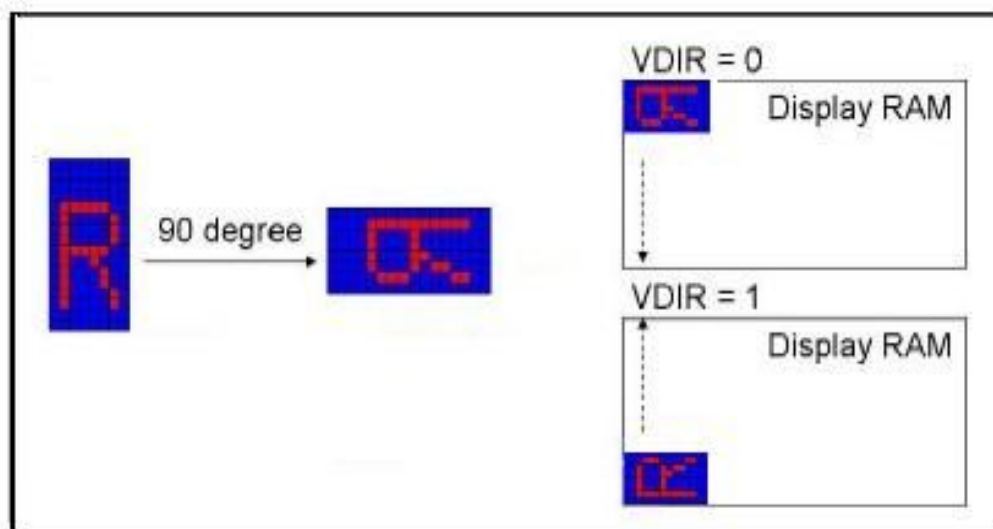 VDIR = 0
Display RAM
R
90 degree
R
VDIR = 1
Display RAM
R
R